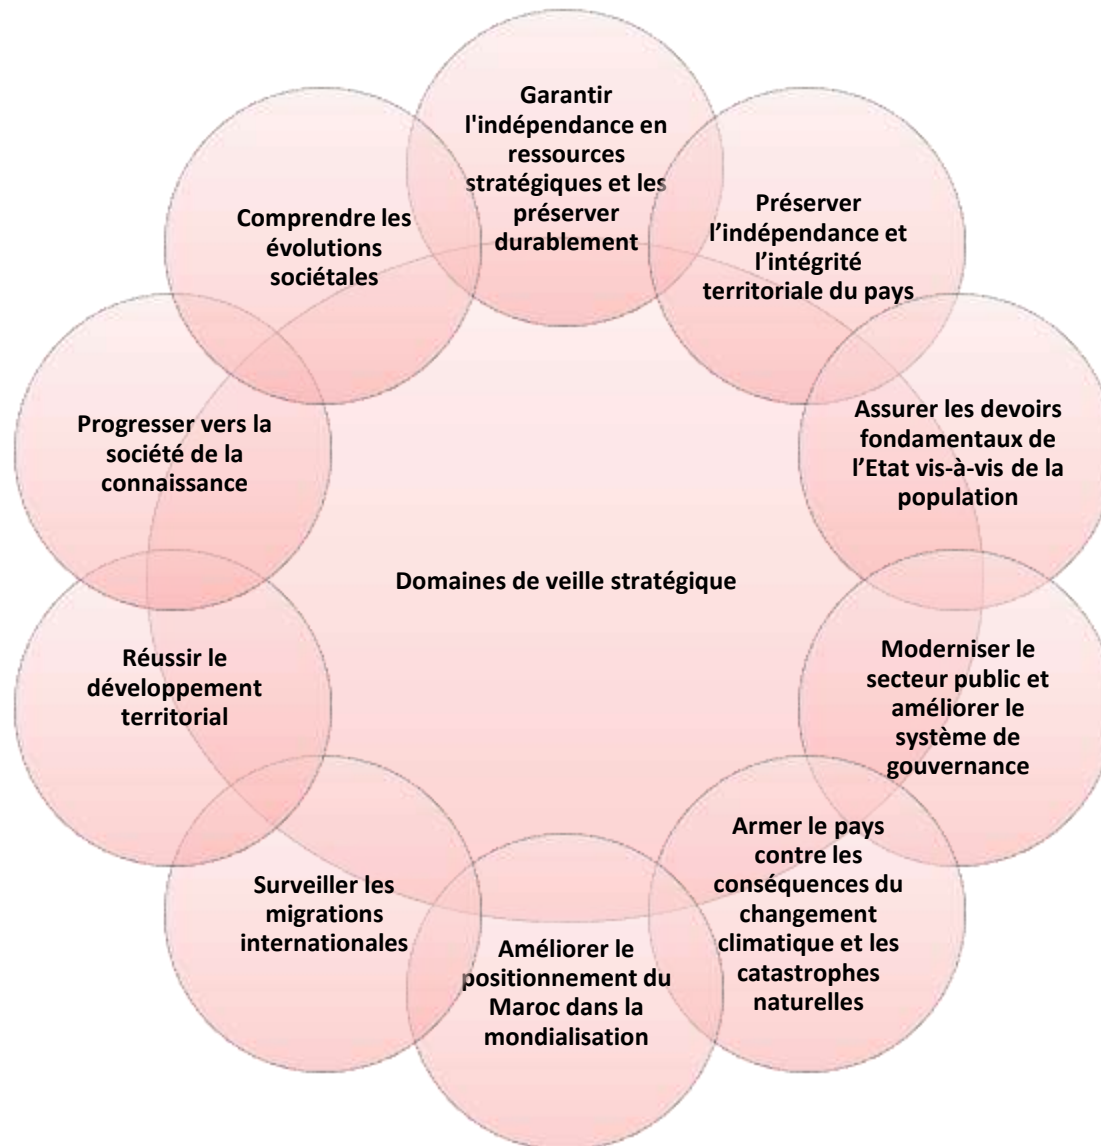 Garantir
l'indépendance en
ressources
stratégiques et les
préserver
durablement
Préserver
l’indépendance et
l’intégrité
territoriale du pays
Assurer les devoirs
fondamentaux de
l’Etat vis-à-vis de la
population
Moderniser le
secteur public et
améliorer le
système de
gouvernance
Armer le pays
contre les
conséquences du
changement
climatique et les
catastrophes
naturelles
Améliorer le
positionnement du
Maroc dans la
mondialisation
Surveiller les
migrations
internationales
Réussir le
développement
territorial
Progresser vers la
société de la
connaissance
Comprendre les
évolutions
sociétales
Domaines de veille stratégique